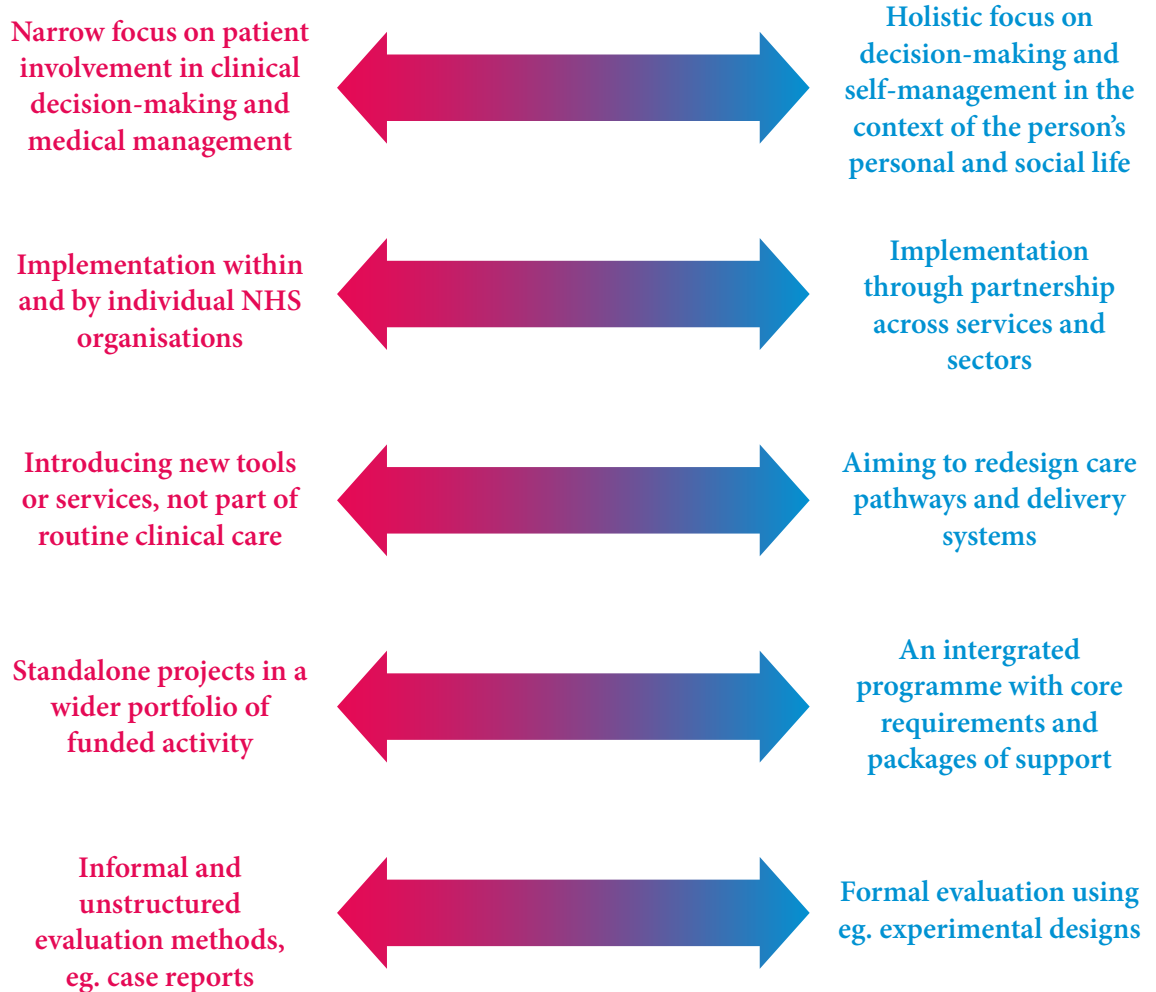 Narrow focus on patient
involvement in clinical
decision-making and
medical management
Holistic focus on
decision-making and
self-management in the
context of the person’s
personal and social life
Implementation within
and by individual NHS
organisations
Implementation
through partnership
across services and
sectors
Introducing new tools
or services, not part of
routine clinical care
Aiming to redesign care
pathways and delivery
systems
Standalone projects in a
wider portfolio of
funded activity
An intergrated
programme with core
requirements and
packages of support
Informal and
unstructured
evaluation methods,
eg. case reports
Formal evaluation using
eg. experimental designs